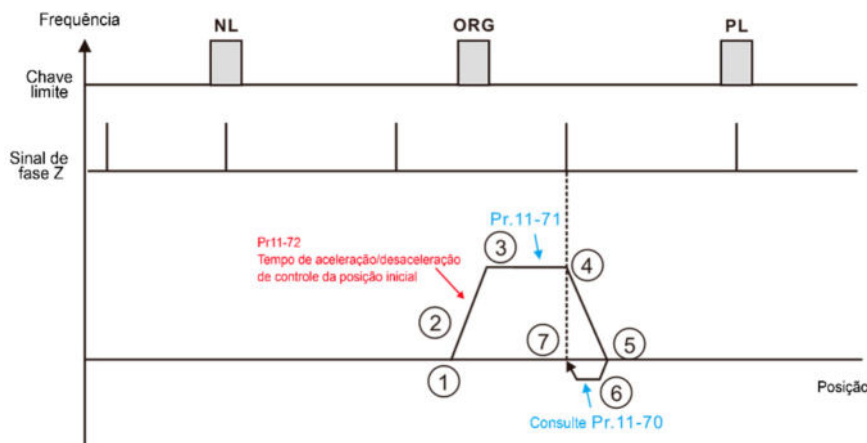 Frequência
NL
ORG
PL
Chave
limite
Sinal de
fase Z
Pr11-72
Tempo de aceleração/desaceleração
de controle da posição inicial
Pr.11-71
3
4
2
7
5
1
6
Posição
Consulte Pr.11-70